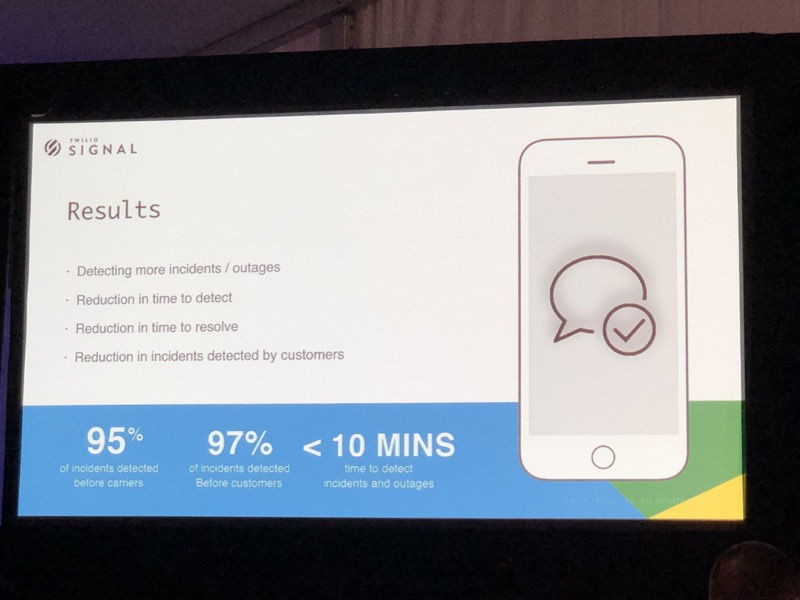 TWILIO
SIGNAL
Results
· Detecting more incidents / outages
· Reduction in time to detect
· Reduction in time to resolve
· Reduction in incidents detected by customers
95%
of incidents detected
before carriers
97%
of incidents detected
Before customers
< 10 MINS
time to detect
incidents and outages